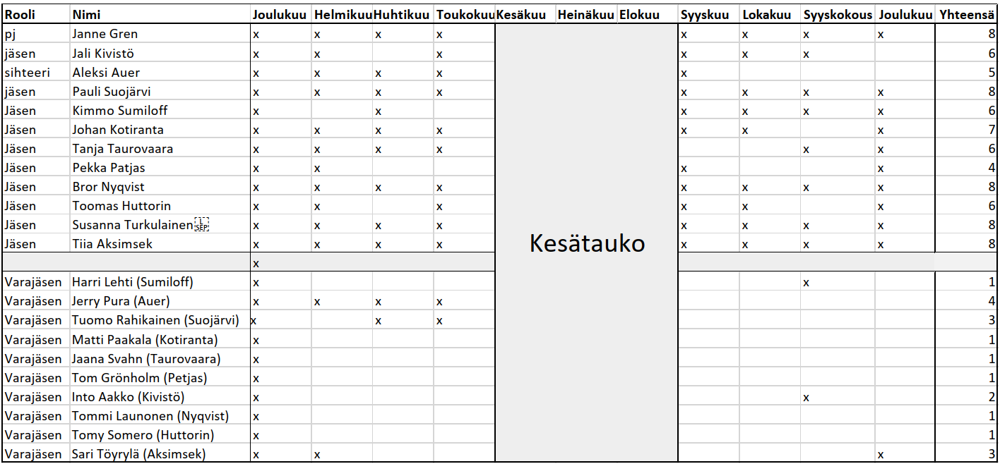 Rooli Nimi Joulukuu Helmikuu Huhtikuu Toukokuu Kesäkuu Heinäkuu Elokuu Syyskuu Lokakuu Syyskokous Joulukuu Yhteensä
pj Janne Gren x x x x x x x x 8
jäsen Jali Kivistö x x x x x x 6
sihteeri Aleksi Auer x x x x x 5
jäsen Pauli Suojärvi x x x x x x x x 8
Jäsen Kimmo Sumiloff x x x x x x 6
Jäsen Johan Kotiranta x x x x x x x 7
Jäsen Tanja Taurovaara x x x x x x 6
Jäsen Pekka Patjas x x x x 4
Jäsen Bror Nyqvist x x x x x x x x 8
Jäsen Toomas Huttorin x x x x x x 6
Jäsen Susanna Turkulainen L SEP x x x x x x x x 8
Jäsen Tiia Aksimsek x x x x Kesätauko x x x x 8
x
Varajäsen Harri Lehti (Sumiloff) x x 1
Varajäsen Jerry Pura (Auer) x x x x 4
Varajäsen Tuomo Rahikainen (Suojärvi) x x x 3
Varajäsen Matti Paakala (Kotiranta) x 1
Varajäsen Jaana Svahn (Taurovaara) x 1
Varajäsen Tom Grönholm (Petjas) x 1
Varajäsen Into Aakko (Kivistö) x x 2
Varajäsen Tommi Launonen (Nyqvist) x 1
Varajäsen Tomy Somero (Huttorin) x 1
Varajäsen Sari Töyrylä (Aksimsek) x x x 3